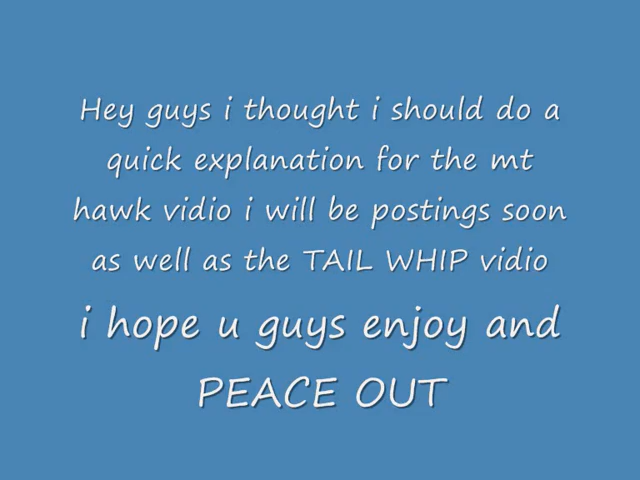 Hey guys i thought i should do a
quick explanation for the mt
hawk vidio i will be postings soon
as well as the TAIL WHIP vidio
i hope u guys enjoy and
PEACE OUT